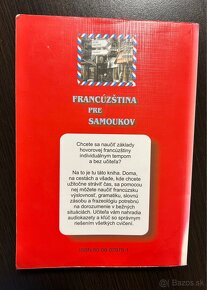 FRANCÚZŠTINA
PRE
SAMOUKOV
Chcete sa naučiť základy
hovorovej francúzštiny
individuálnym tempom
a bez učiteľa?
Na to je tu táto kniha. Doma,
na cestách a všade, kde chcete
užitočne stráviť čas, sa pomocou
nej môžete naučiť francúzsku
výslovnosť, gramatiku, slovnú
zásobu a frazeológiu potrebnú
na dorozumenie v bežných
situáciách. Učiteľa vám nahradia
audiokazety a kľúč so správnym
riešením všetkých cvičení.
bazos.sk